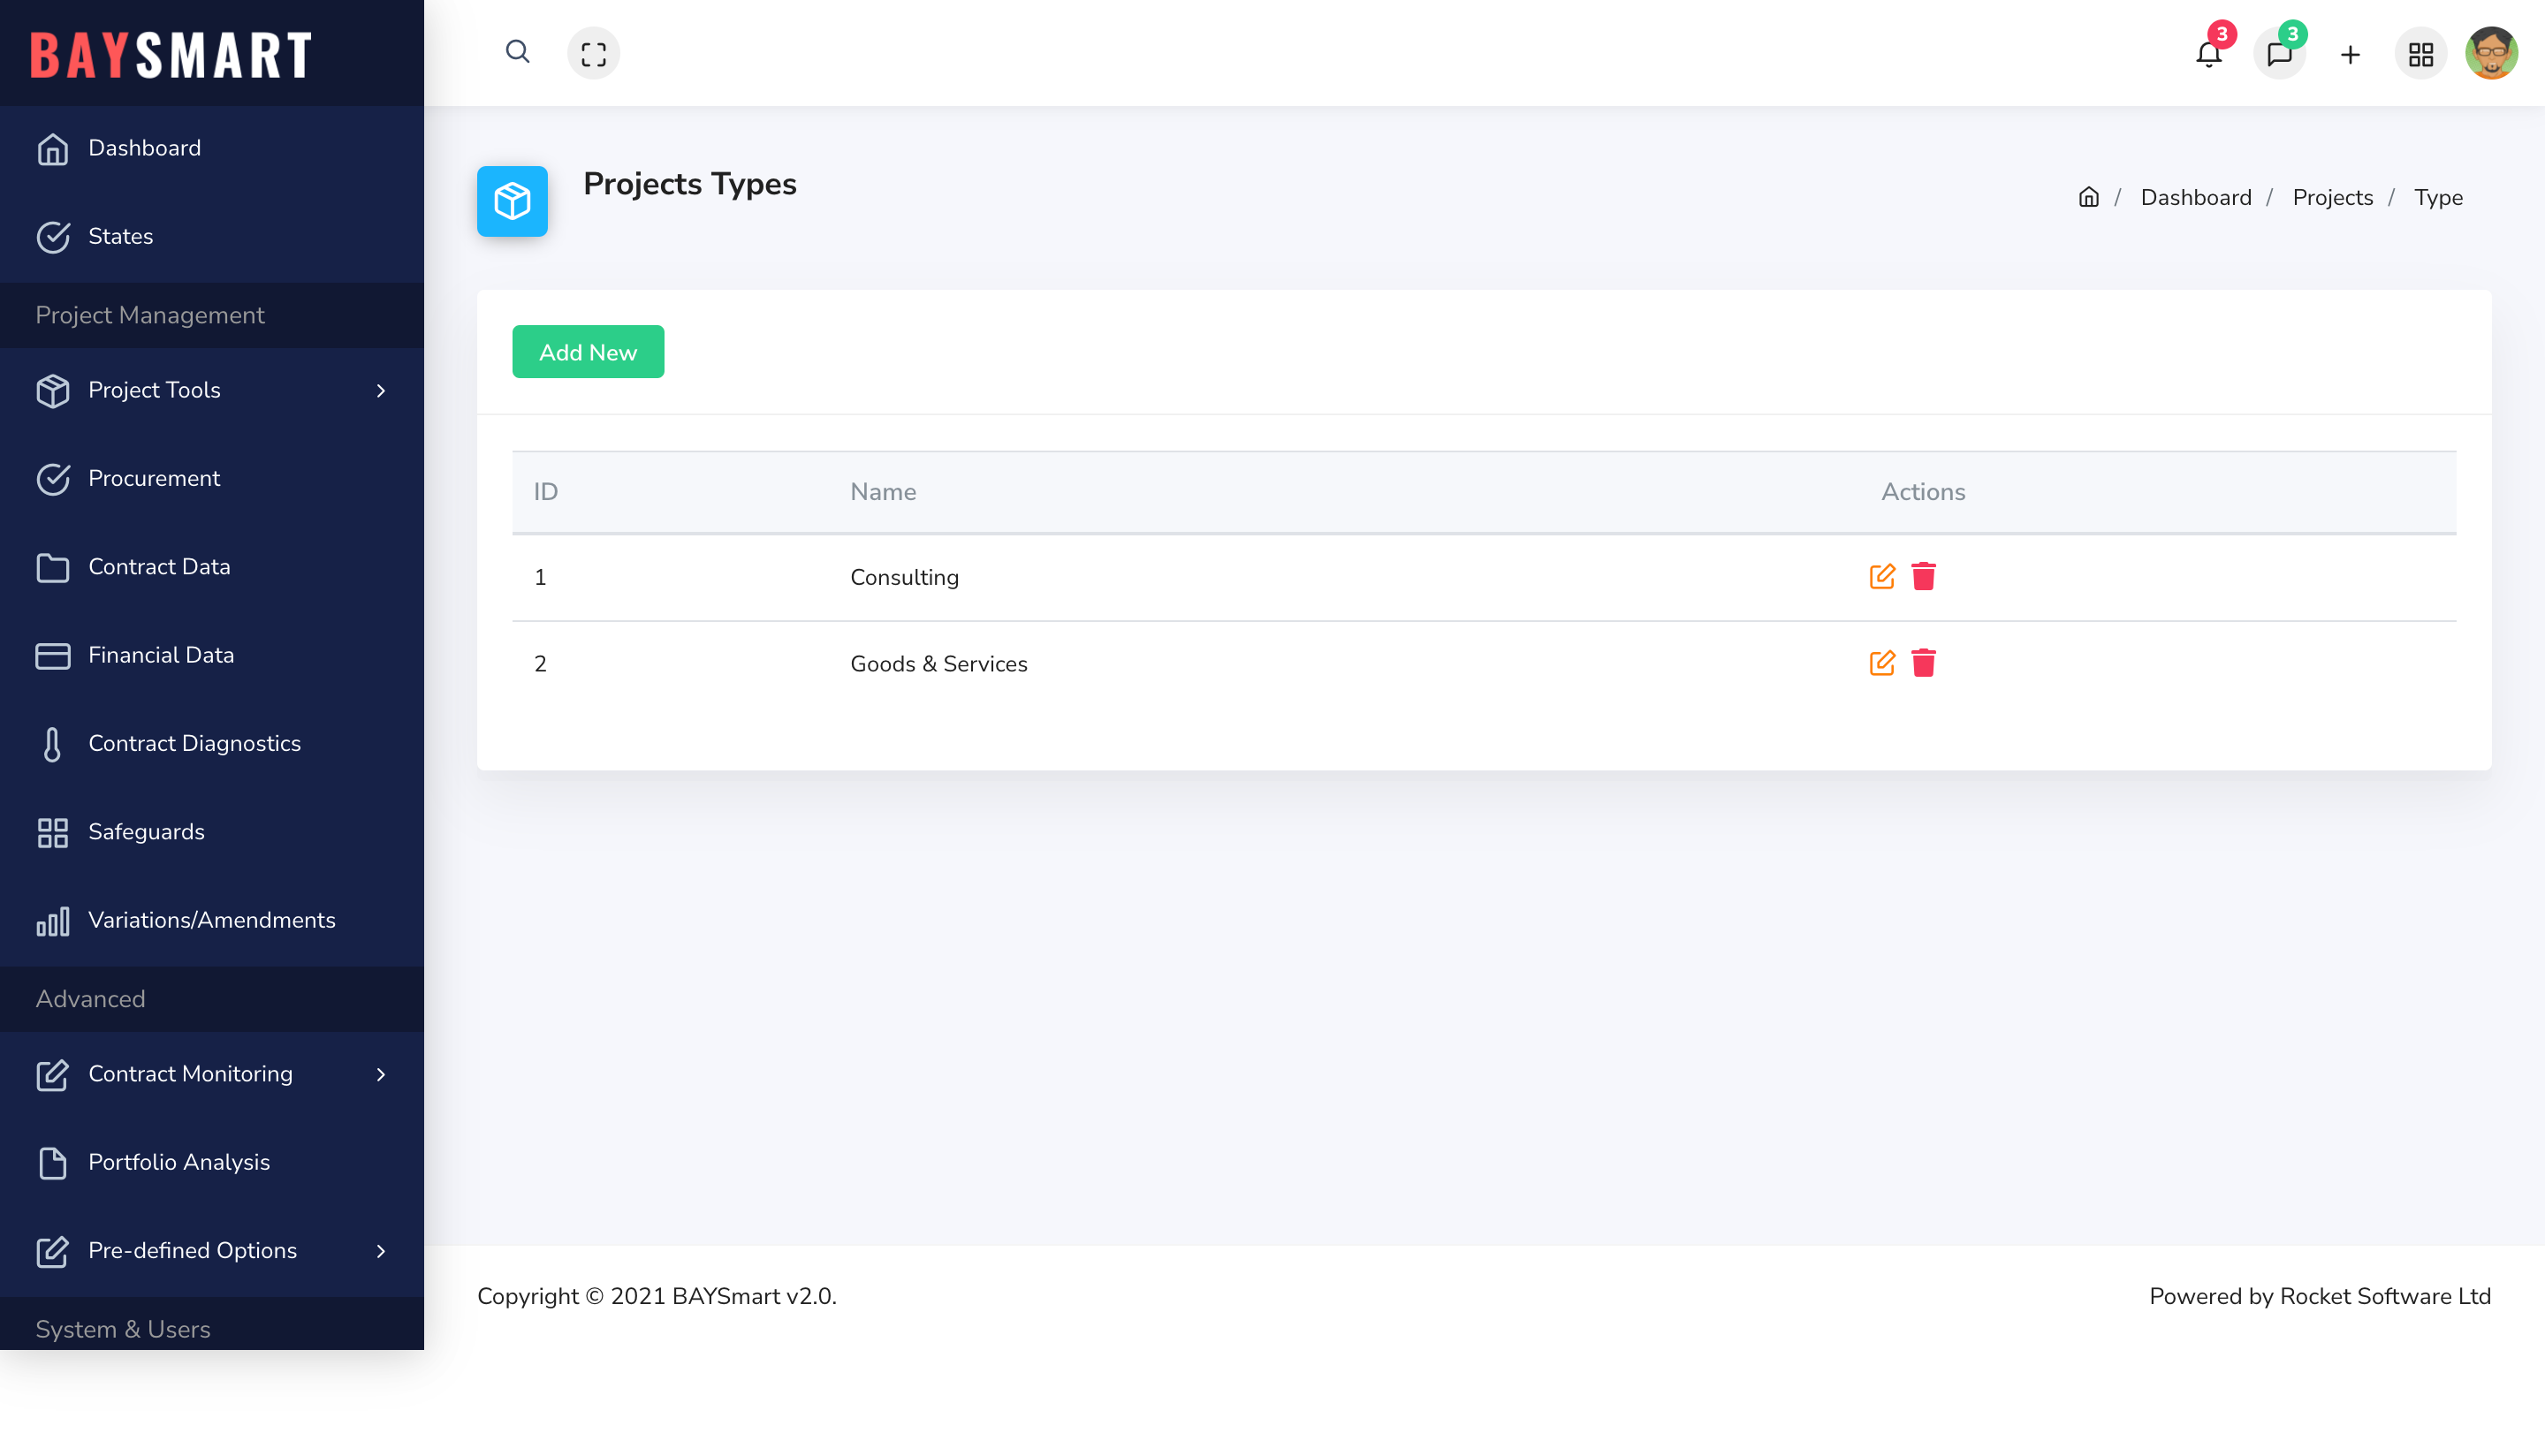 BAYSMART
3
3
Dashboard
States
Project Management
Project Tools
Procurement
Contract Data
Financial Data
Contract Diagnostics
Safeguards
Variations/Amendments
Advanced
Contract Monitoring
Portfolio Analysis
Pre-defined Options
System & Users
Projects Types
/ Dashboard / Projects / Type
Add New
ID Name Actions
1 Consulting
2 Goods & Services
Copyright © 2021 BAYSmart v2.0.
Powered by Rocket Software Ltd